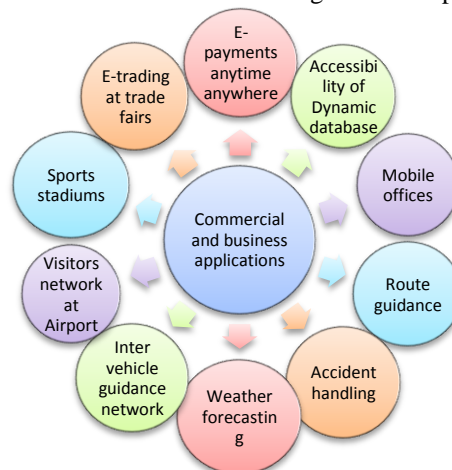 E-
payments
anytime
anywhere
Accessibi
lity of
Dynamic
database
Mobile
offices
Route
guidance
Accident
handling
Weather
forecastin
g
Inter
vehicle
guidance
network
Visitors
network
at
Airport
Sports
stadiums
E-trading
at trade
fairs
Commercial
and business
applications